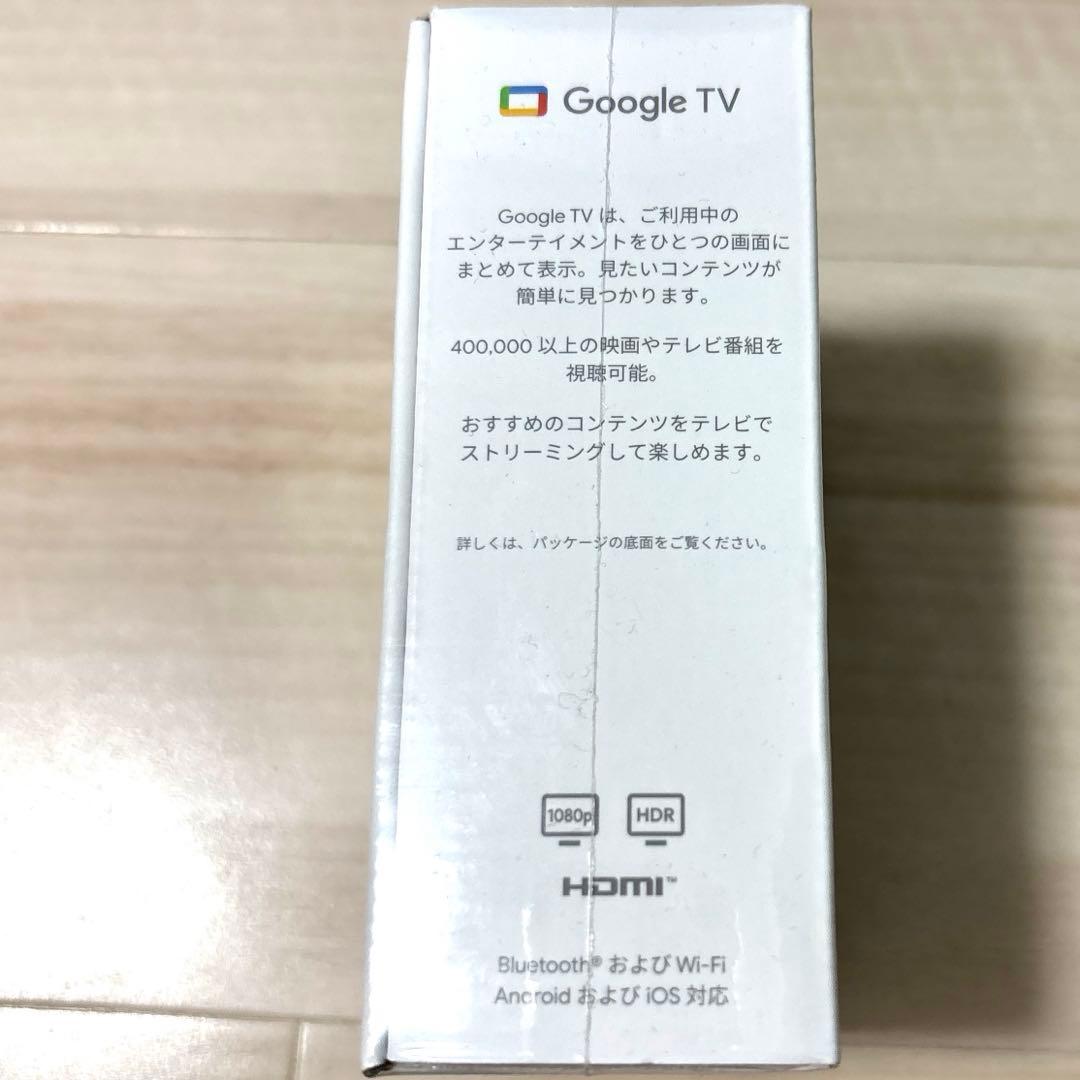 Google TV
Google TV は、ご利用中の
エンターテイメントをひとつの画面に
まとめて表示。見たいコンテンツが
簡単に見つかります。
400,000 以上の映画やテレビ番組を
視聴可能。
おすすめのコンテンツをテレビで
ストリーミングして楽しめます。
詳しくは、パッケージの底面をご覧ください。
1080p HDR
HDMI™
Bluetooth® および Wi-Fi
Android および iOS 対応